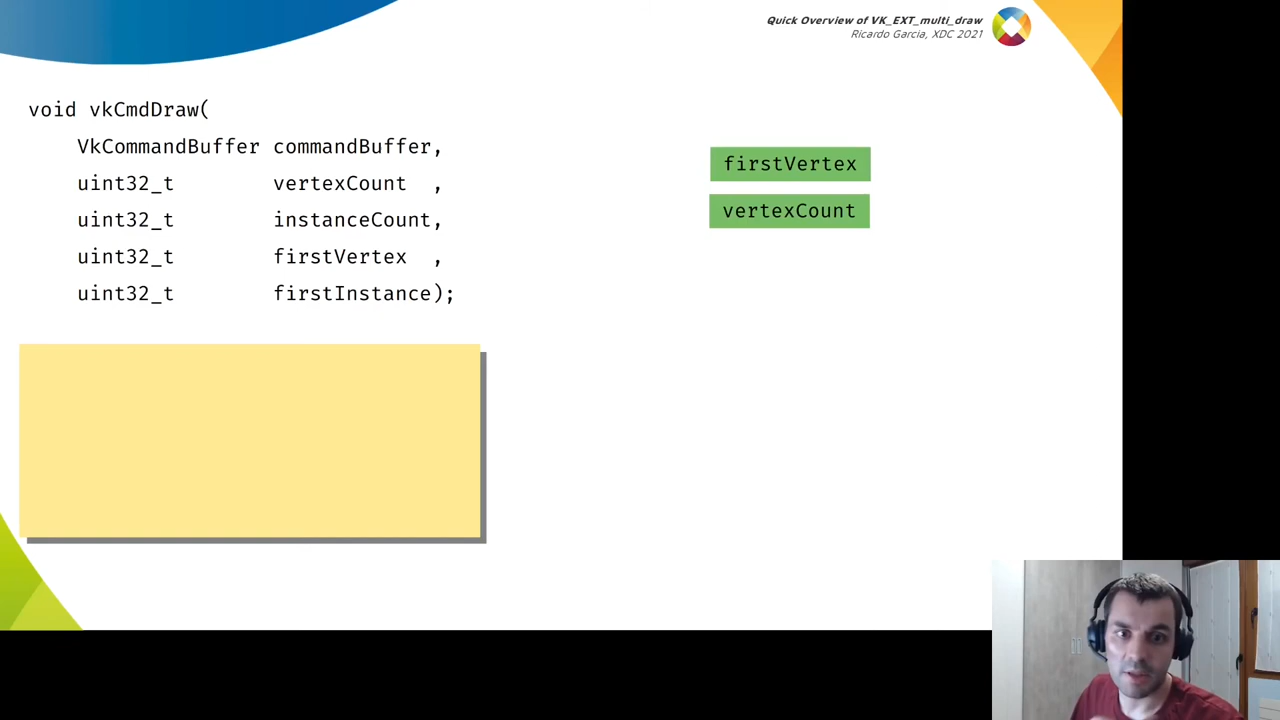 Quick Overview of VK_EXT_multi_draw
Ricardo Garcia, XDC 2021
void vkCmdDraw(
VkCommandBuffer commandBuffer,
uint32_t vertexCount ,
uint32_t instanceCount,
uint32_t firstVertex ,
uint32_t firstInstance);
firstVertex
vertexCount